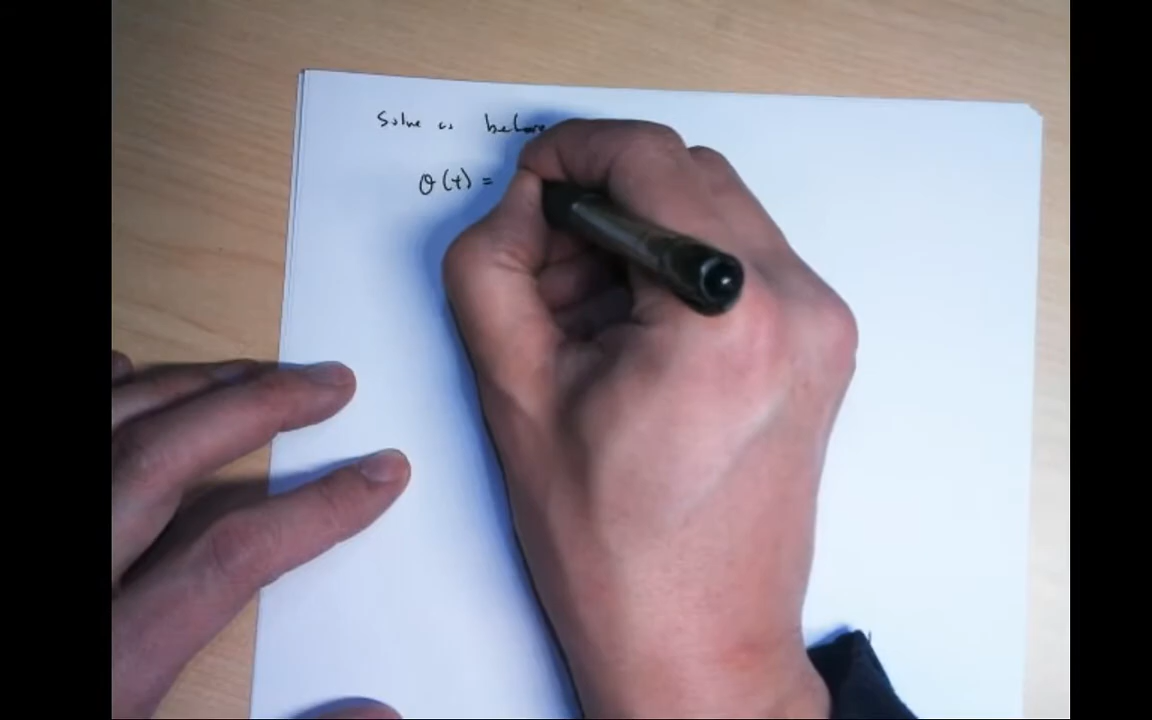 Solve as before
θ(t) =